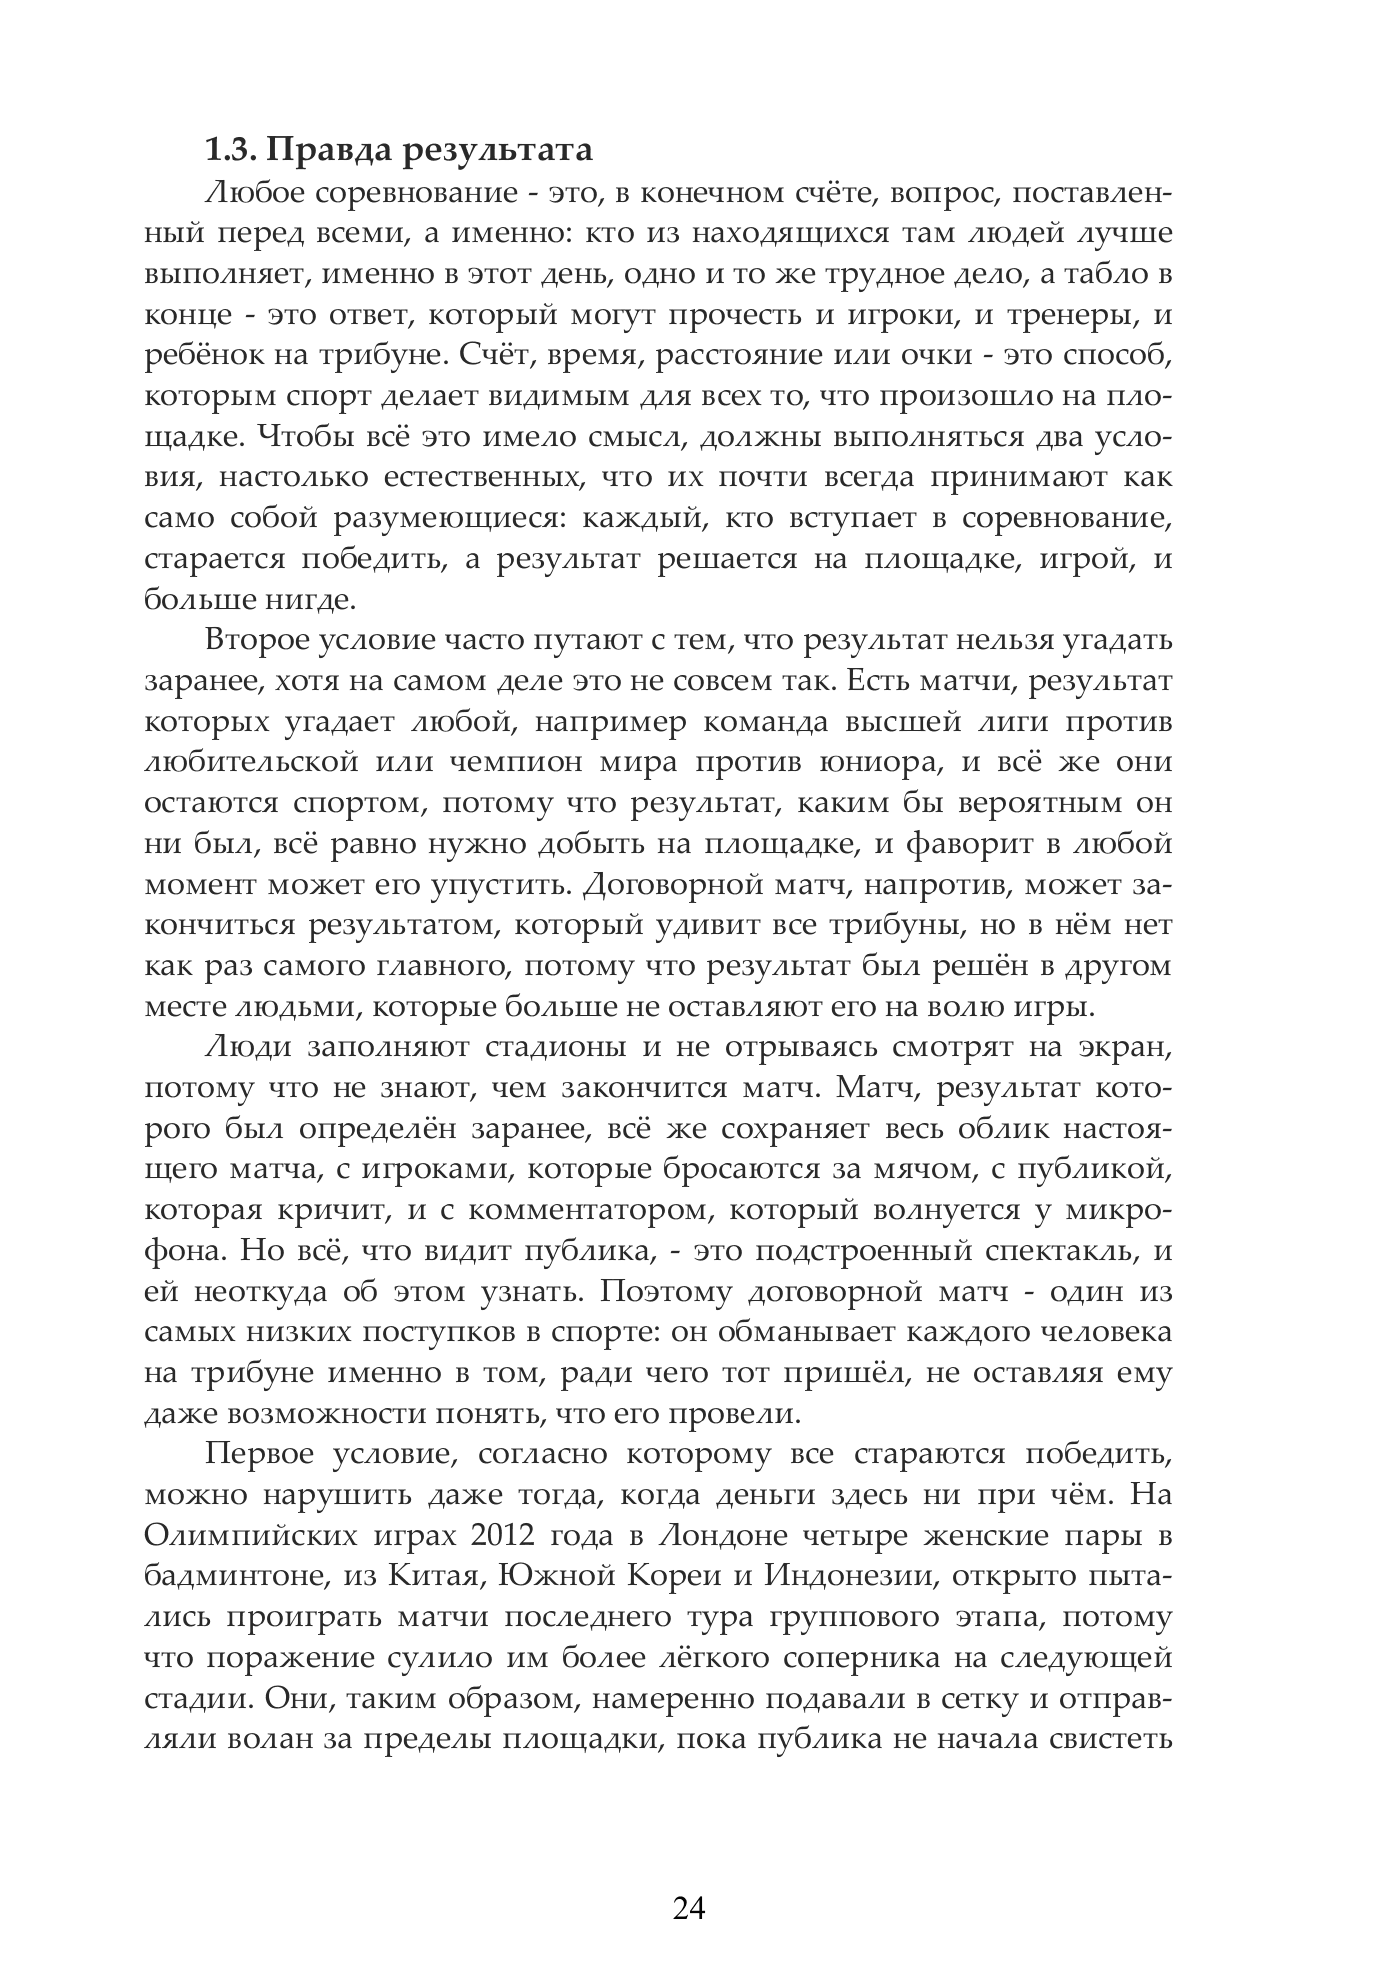 1.3. Правда результата
Любое соревнование - это, в конечном счёте, вопрос, поставлен-
ный перед всеми, а именно: кто из находящихся там людей лучше
выполняет, именно в этот день, одно и то же трудное дело, а табло в
конце - это ответ, который могут прочесть и игроки, и тренеры, и
ребёнок на трибуне. Счёт, время, расстояние или очки - это способ,
которым спорт делает видимым для всех то, что произошло на пло-
щадке. Чтобы всё это имело смысл, должны выполняться два усло-
вия, настолько естественных, что их почти всегда принимают как
само собой разумеющиеся: каждый, кто вступает в соревнование,
старается победить, а результат решается на площадке, игрой, и
больше нигде.
Второе условие часто путают с тем, что результат нельзя угадать
заранее, хотя на самом деле это не совсем так. Есть матчи, результат
которых угадает любой, например команда высшей лиги против
любительской или чемпион мира против юниора, и всё же они
остаются спортом, потому что результат, каким бы вероятным он
ни был, всё равно нужно добыть на площадке, и фаворит в любой
момент может его упустить. Договорной матч, напротив, может за-
кончиться результатом, который удивит все трибуны, но в нём нет
как раз самого главного, потому что результат был решён в другом
месте людьми, которые больше не оставляют его на волю игры.
Люди заполняют стадионы и не отрываясь смотрят на экран,
потому что не знают, чем закончится матч. Матч, результат кото-
рого был определён заранее, всё же сохраняет весь облик настоя-
щего матча, с игроками, которые бросаются за мячом, с публикой,
которая кричит, и с комментатором, который волнуется у микро-
фона. Но всё, что видит публика, - это подстроенный спектакль, и
ей неоткуда об этом узнать. Поэтому договорной матч - один из
самых низких поступков в спорте: он обманывает каждого человека
на трибуне именно в том, ради чего тот пришёл, не оставляя ему
даже возможности понять, что его провели.
Первое условие, согласно которому все стараются победить,
можно нарушить даже тогда, когда деньги здесь ни при чём. На
Олимпийских играх 2012 года в Лондоне четыре женские пары в
бадминтоне, из Китая, Южной Кореи и Индонезии, открыто пыта-
лись проиграть матчи последнего тура группового этапа, потому
что поражение сулило им более лёгкого соперника на следующей
стадии. Они, таким образом, намеренно подавали в сетку и отправ-
ляли волан за пределы площадки, пока публика не начала свистеть
24